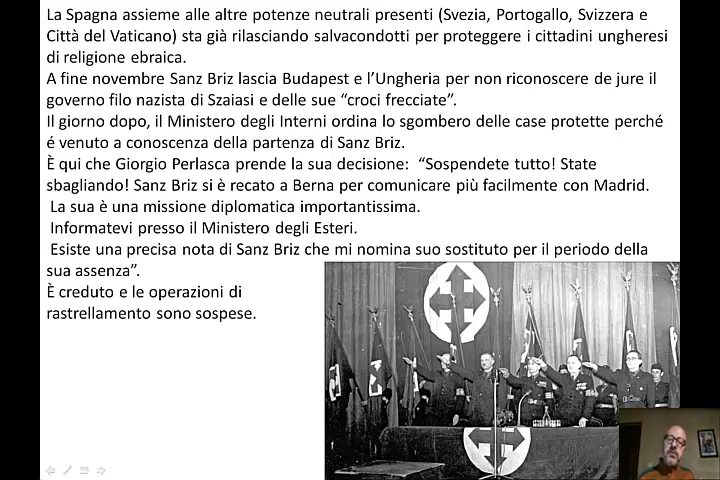 La Spagna assieme alle altre potenze neutrali presenti (Svezia, Portogallo, Svizzera e
Città del Vaticano) sta già rilasciando salvacondotti per proteggere i cittadini ungheresi
di religione ebraica.
A fine novembre Sanz Briz lascia Budapest e l’Ungheria per non riconoscere de jure il
governo filo nazista di Szaiasi e delle sue “croci frecciate”.
Il giorno dopo, il Ministero degli Interni ordina lo sgombero delle case protette perché
é venuto a conoscenza della partenza di Sanz Briz.
È qui che Giorgio Perlasca prende la sua decisione: “Sospendete tutto! State
sbagliando! Sanz Briz si è recato a Berna per comunicare più facilmente con Madrid.
La sua è una missione diplomatica importantissima.
Informatevi presso il Ministero degli Esteri.
Esiste una precisa nota di Sanz Briz che mi nomina suo sostituto per il periodo della
sua assenza”.
È creduto e le operazioni di
rastrellamento sono sospese.